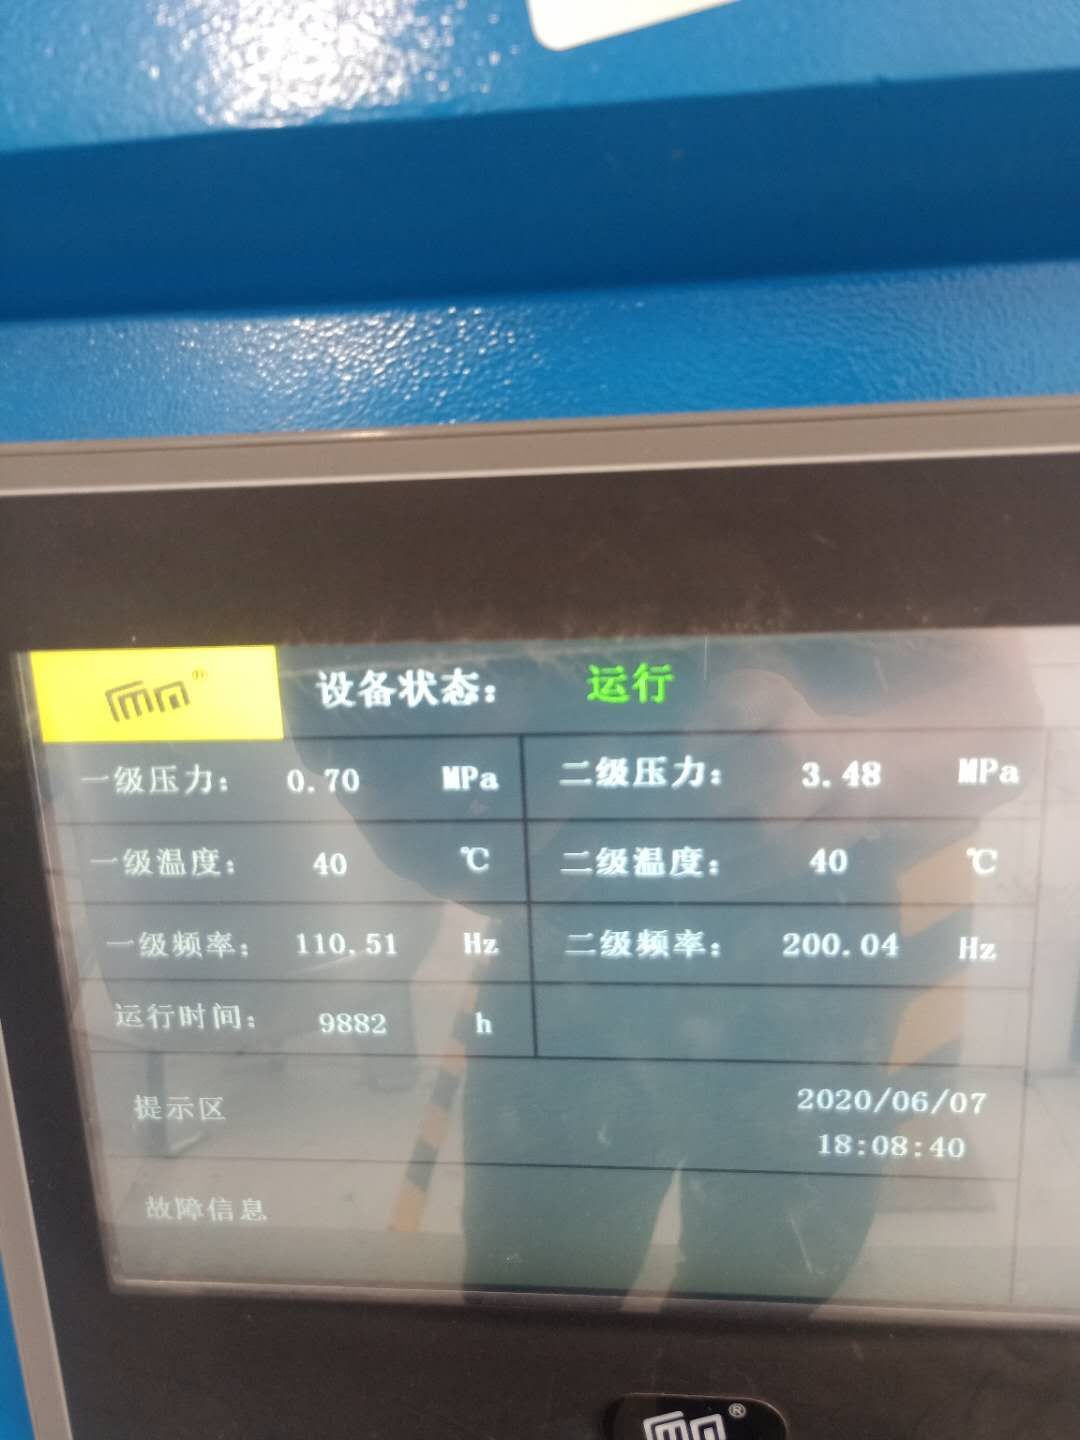 设备状态： 运行
一级压力： 0.70 MPa 二级压力： 3.48 MPa
一级温度： 40 ℃ 二级温度： 40 ℃
一级频率： 110.51 Hz 二级频率： 200.04 Hz
运行时间： 9882 h
提示区
2020/06/07
18:08:40
故障信息
®